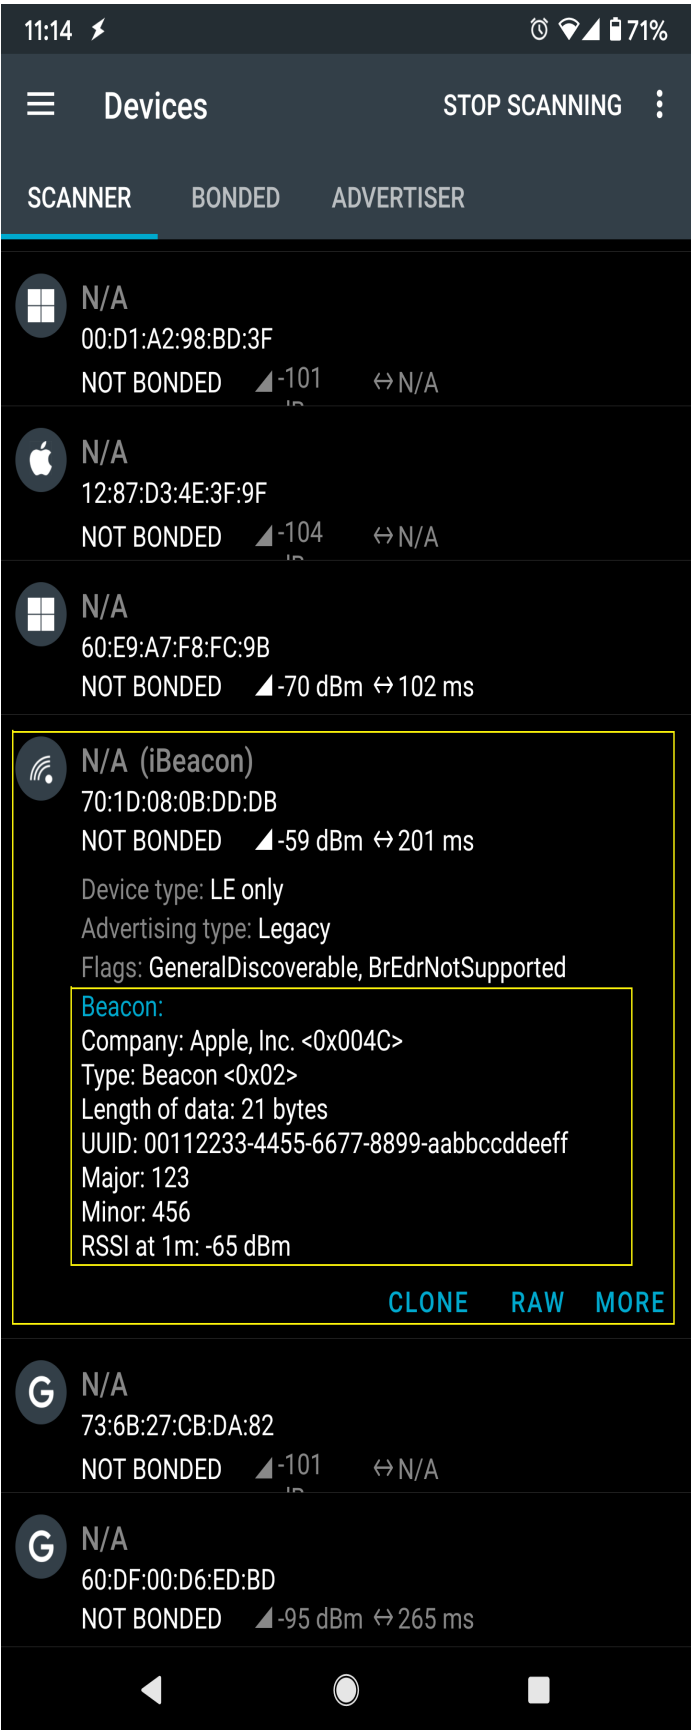 11:14 71%
Devices STOP SCANNING
SCANNER BONDED ADVERTISER
N/A
00:D1:A2:98:BD:3F
NOT BONDED -101 N/A
N/A
12:87:D3:4E:3F:9F
NOT BONDED -104 N/A
N/A
60:E9:A7:F8:FC:9B
NOT BONDED -70 dBm 102 ms
N/A (iBeacon)
70:1D:08:0B:DD:DB
NOT BONDED -59 dBm 201 ms
Device type: LE only
Advertising type: Legacy
Flags: GeneralDiscoverable, BrEdrNotSupported
Beacon:
Company: Apple, Inc. <0x004C>
Type: Beacon <0x02>
Length of data: 21 bytes
UUID: 00112233-4455-6677-8899-aabbccddeeff
Major: 123
Minor: 456
RSSI at 1m: -65 dBm
CLONE RAW MORE
G N/A
73:6B:27:CB:DA:82
NOT BONDED -101 N/A
G N/A
60:DF:00:D6:ED:BD
NOT BONDED -95 dBm 265 ms